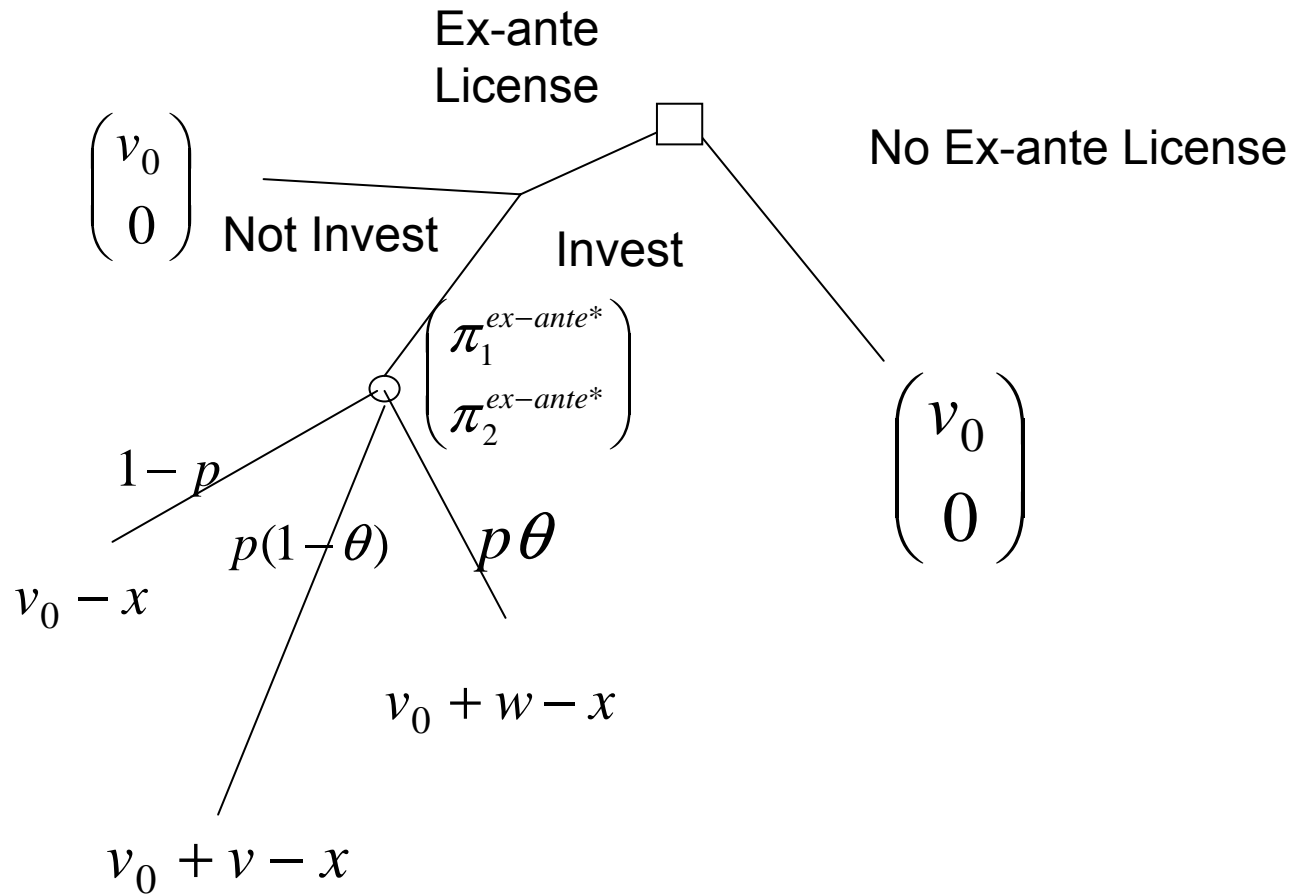 Ex-ante
License
No Ex-ante License
v₀
0
Not Invest
Invest
π₁ᵉˣ⁻ᵃⁿᵗᵉ*
π₂ᵉˣ⁻ᵃⁿᵗᵉ*
v₀
0
1 − p
p(1 − θ)
pθ
v₀ − x
v₀ + w − x
v₀ + v − x